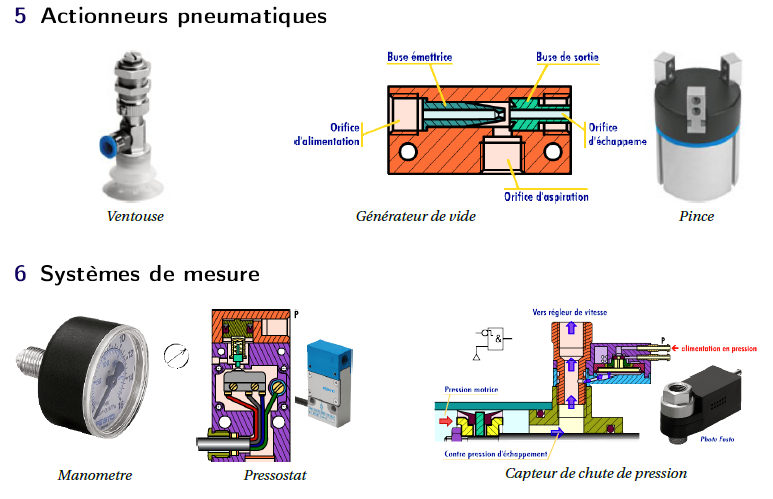 5 Actionneurs pneumatiques
Buse émettrice
Buse de sortie
Orifice
d'alimentation
Orifice
d'échappeme
Orifice d'aspiration
Ventouse
Générateur de vide
Pince
6 Systèmes de mesure
P
Vers régleur de vitesse
&
P
alimentation en pression
Pression motrice
Contre pression d'échappement
Photo Festo
Manometre
Pressostat
Capteur de chute de pression